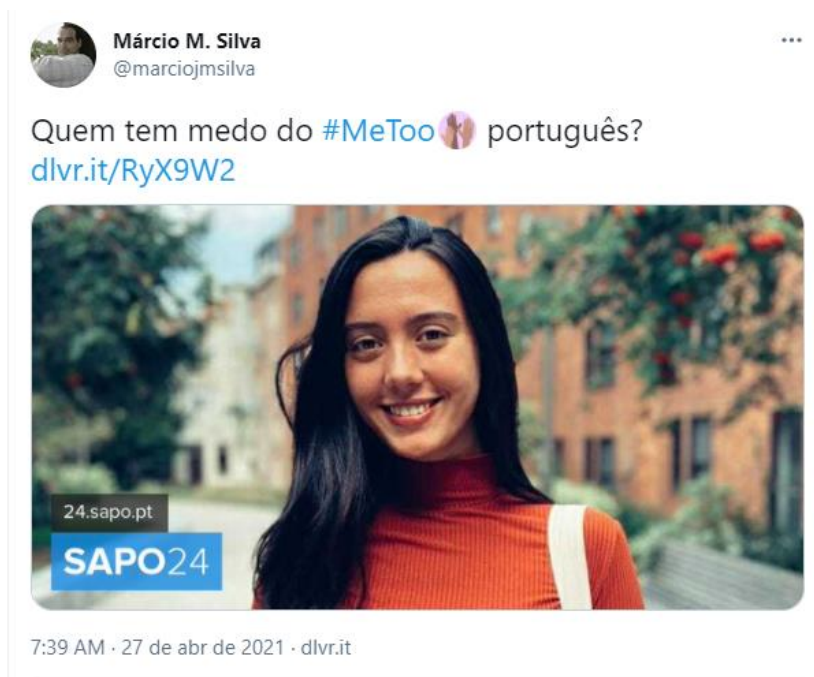 Márcio M. Silva
@marciojmsilva
Quem tem medo do #MeToo português?
dlvr.it/RyX9W2
24.sapo.pt
SAPO24
7:39 AM · 27 de abr de 2021 · dlvr.it